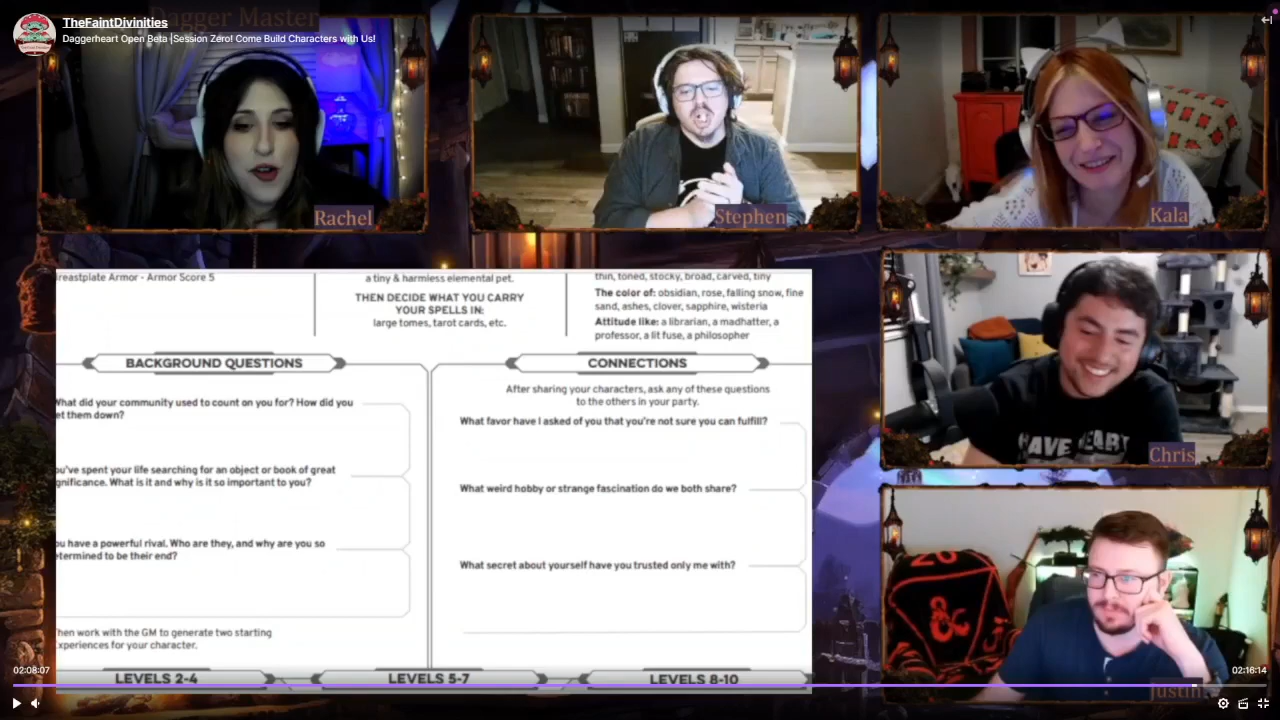 Dagger Master
TheFaintDivinities
Daggerheart Open Beta |Session Zero! Come Build Characters with Us!
Rachel
Stephen
Kala
reastplate Armor - Armor Score 5
a tiny & harmless elemental pet.
THEN DECIDE WHAT YOU CARRY
YOUR SPELLS IN:
large tomes, tarot cards, etc.
thin, toned, stocky, broad, carved, tiny
The color of: obsidian, rose, falling snow, fine
sand, ashes, clover, sapphire, wisteria
Attitude like: a librarian, a madhatter, a
professor, a lit fuse, a philosopher
BACKGROUND QUESTIONS
What did your community used to count on you for? How did you
et them down?
ou've spent your life searching for an object or book of great
gnificance. What is it and why is it so important to you?
ou have a powerful rival. Who are they, and why are you so
etermined to be their end?
hen work with the GM to generate two starting
xperiences for your character.
CONNECTIONS
After sharing your characters, ask any of these questions
to the others in your party.
What favor have I asked of you that you're not sure you can fulfill?
What weird hobby or strange fascination do we both share?
What secret about yourself have you trusted only me with?
LEVELS 2-4
LEVELS 5-7
LEVELS 8-10
HAVE HEART
Chris
20
&
Justin
02:08:07
02:16:14